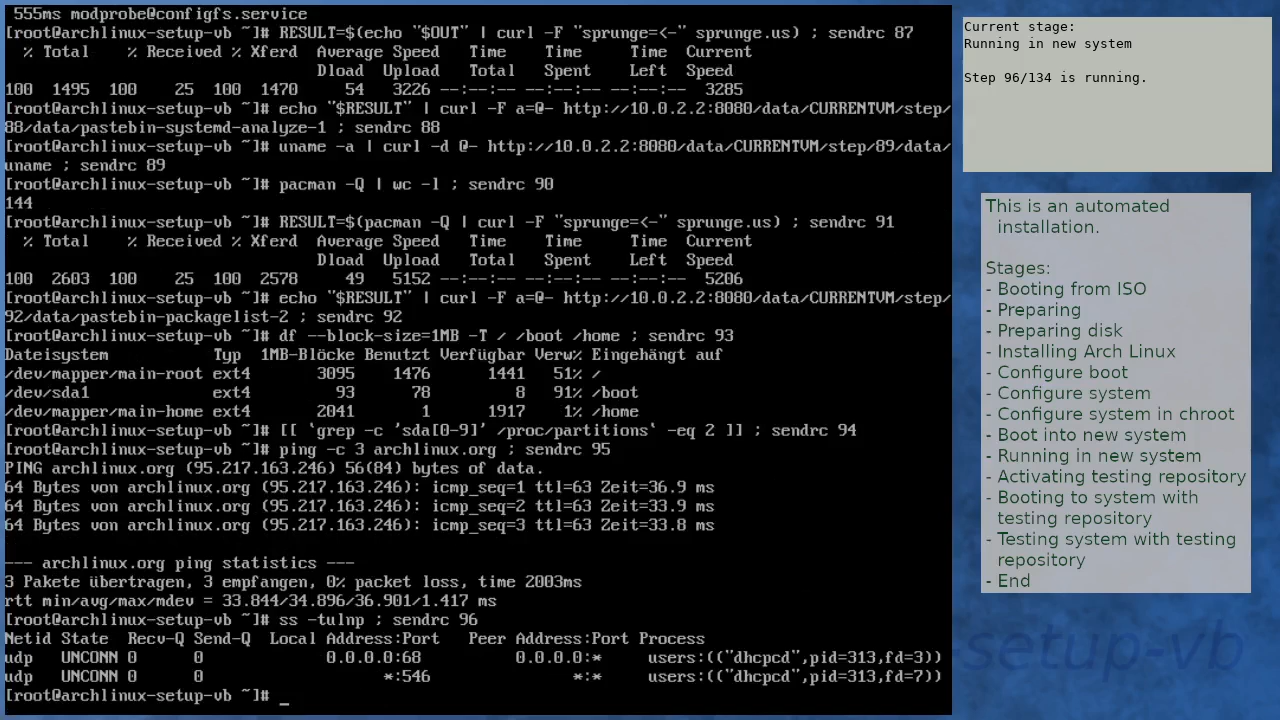 555ms modprobe@configfs.service
[root@archlinux-setup-vb ~]# RESULT=$(echo "$OUT" | curl -F "sprunge=<-" sprunge.us) ; sendrc 87
  % Total    % Received % Xferd  Average Speed   Time    Time     Time  Current
                                 Dload  Upload   Total   Spent    Left  Speed
100  1495  100    25  100  1470     54   3226 --:--:-- --:--:-- --:--:--  3285
[root@archlinux-setup-vb ~]# echo "$RESULT" | curl -F a=@- http://10.0.2.2:8080/data/CURRENTVM/step/
88/data/pastebin-systemd-analyze-1 ; sendrc 88
[root@archlinux-setup-vb ~]# uname -a | curl -d @- http://10.0.2.2:8080/data/CURRENTVM/step/89/data/
uname ; sendrc 89
[root@archlinux-setup-vb ~]# pacman -Q | wc -l ; sendrc 90
144
[root@archlinux-setup-vb ~]# RESULT=$(pacman -Q | curl -F "sprunge=<-" sprunge.us) ; sendrc 91
  % Total    % Received % Xferd  Average Speed   Time    Time     Time  Current
                                 Dload  Upload   Total   Spent    Left  Speed
100  2603  100    25  100  2578     49   5152 --:--:-- --:--:-- --:--:--  5206
[root@archlinux-setup-vb ~]# echo "$RESULT" | curl -F a=@- http://10.0.2.2:8080/data/CURRENTVM/step/
92/data/pastebin-packagelist-2 ; sendrc 92
[root@archlinux-setup-vb ~]# df --block-size=1MB -T / /boot /home ; sendrc 93
Dateisystem           Typ  1MB-Blöcke Benutzt Verfügbar Verw% Eingehängt auf
/dev/mapper/main-root ext4       3095    1476      1441   51% /
/dev/sda1             ext4         93      78         8   91% /boot
/dev/mapper/main-home ext4       2041       1      1917    1% /home
[root@archlinux-setup-vb ~]# [[ `grep -c 'sda[0-9]' /proc/partitions` -eq 2 ]] ; sendrc 94
[root@archlinux-setup-vb ~]# ping -c 3 archlinux.org ; sendrc 95
PING archlinux.org (95.217.163.246) 56(84) bytes of data.
64 Bytes von archlinux.org (95.217.163.246): icmp_seq=1 ttl=63 Zeit=36.9 ms
64 Bytes von archlinux.org (95.217.163.246): icmp_seq=2 ttl=63 Zeit=33.9 ms
64 Bytes von archlinux.org (95.217.163.246): icmp_seq=3 ttl=63 Zeit=33.8 ms
--- archlinux.org ping statistics ---
3 Pakete übertragen, 3 empfangen, 0% packet loss, time 2003ms
rtt min/avg/max/mdev = 33.844/34.896/36.901/1.417 ms
[root@archlinux-setup-vb ~]# ss -tulnp ; sendrc 96
Netid State  Recv-Q Send-Q  Local Address:Port   Peer Address:Port Process
udp   UNCONN 0      0             0.0.0.0:68          0.0.0.0:*     users:(("dhcpcd",pid=313,fd=3))
udp   UNCONN 0      0                   *:546               *:*     users:(("dhcpcd",pid=313,fd=7))
[root@archlinux-setup-vb ~]# _
Current stage:
Running in new system
Step 96/134 is running.
This is an automated
installation.
Stages:
- Booting from ISO
- Preparing
- Preparing disk
- Installing Arch Linux
- Configure boot
- Configure system
- Configure system in chroot
- Boot into new system
- Running in new system
- Activating testing repository
- Booting to system with
testing repository
- Testing system with testing
repository
- End
setup-vb